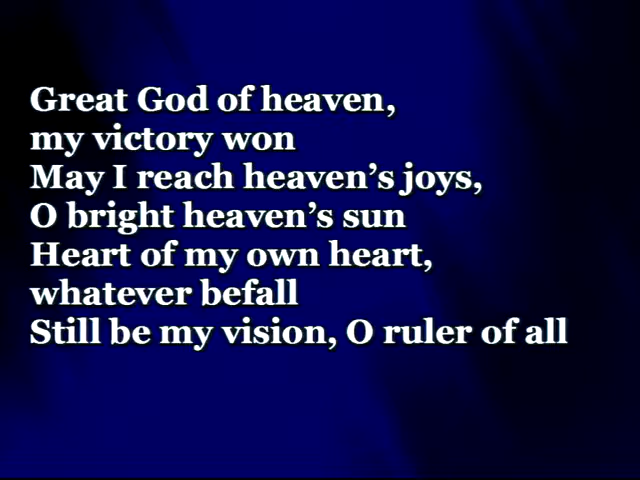 Great God of heaven,
my victory won
May I reach heaven’s joys,
O bright heaven’s sun
Heart of my own heart,
whatever befall
Still be my vision, O ruler of all